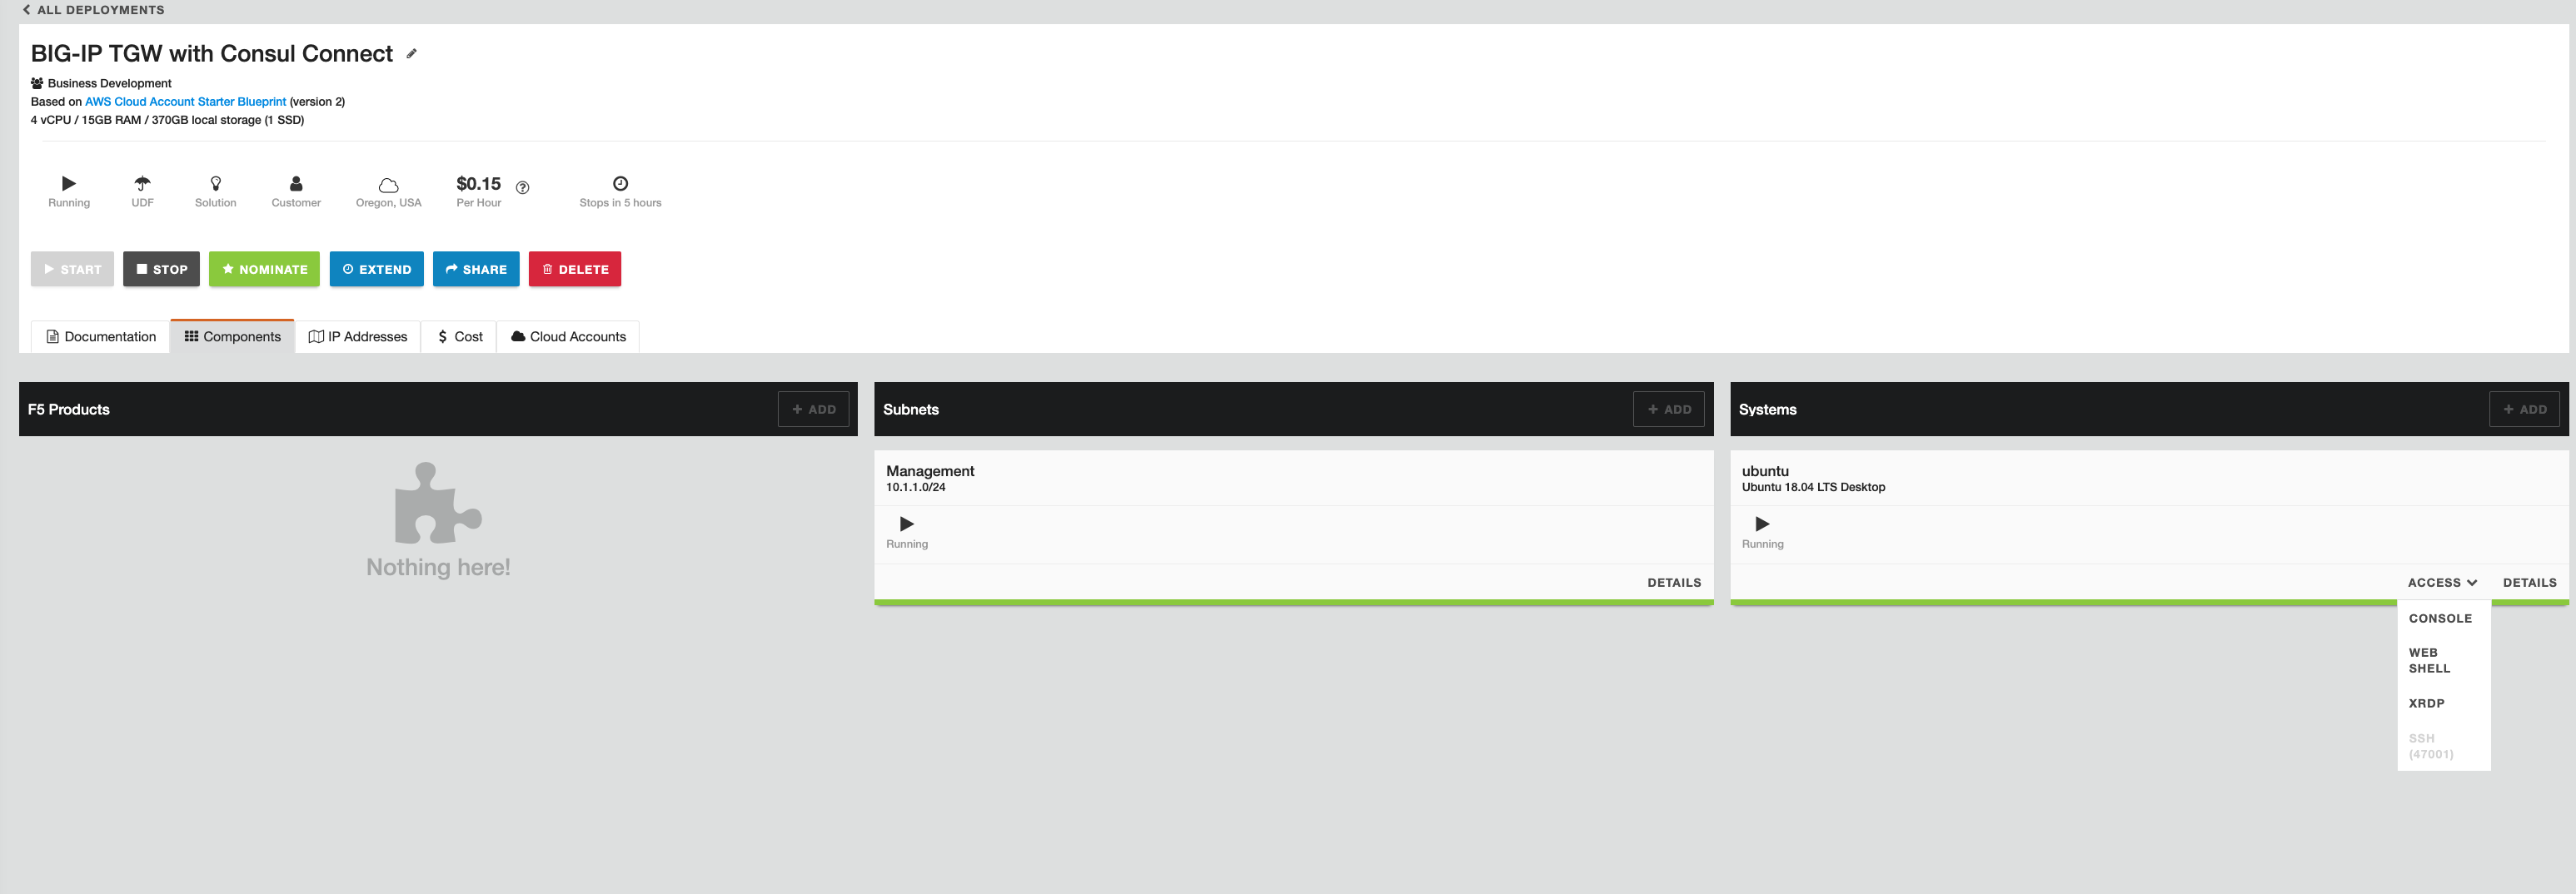 ALL DEPLOYMENTS
BIG-IP TGW with Consul Connect
Business Development
Based on AWS Cloud Account Starter Blueprint (version 2)
4 vCPU / 15GB RAM / 370GB local storage (1 SSD)
Running
UDF
Solution
Customer
Oregon, USA
$0.15
Per Hour
Stops in 5 hours
START
STOP
NOMINATE
EXTEND
SHARE
DELETE
Documentation
Components
IP Addresses
$ Cost
Cloud Accounts
F5 Products
+ ADD
Nothing here!
Subnets
+ ADD
Management
10.1.1.0/24
Running
DETAILS
Systems
+ ADD
ubuntu
Ubuntu 18.04 LTS Desktop
Running
ACCESS
DETAILS
CONSOLE
WEB
SHELL
XRDP
SSH
(47001)